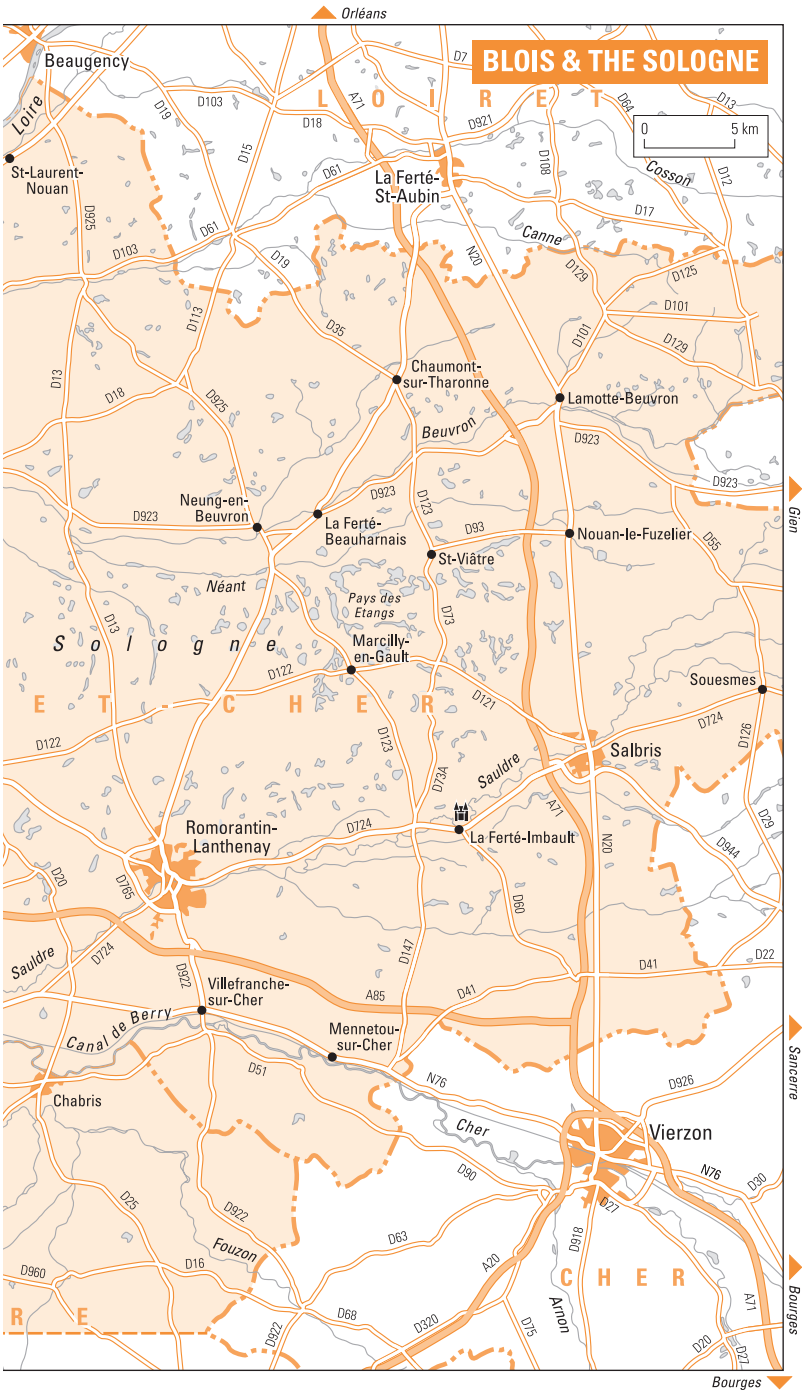 Orléans
BLOIS & THE SOLOGNE
Beaugency
D7
D13
D103
L O I R E T
D64
A71
D921
D18
0 5 km
Loire
D19
D15
D108
Cosson
D12
St-Laurent-
Nouan
D61
La Ferté-
St-Aubin
D17
D925
D61
Canne
D103
D19
N20
D129
D125
D101
D113
D35
D101
D129
D13
Chaumont-
sur-Tharonne
D18
D925
Lamotte-Beuvron
Beuvron
D923
D923
Gien
Neung-en-
Beuvron
D923
D123
D923
La Ferté-
Beauharnais
D93
Nouan-le-Fuzelier
D55
St-Viâtre
Néant
Pays des
Etangs
D73
D13
Sologne
Marcilly-
en-Gault
D122
D121
Souesmes
E T - C H E R
D724
D122
D123
D126
Salbris
D73A
Sauldre
A71
Romorantin-
Lanthenay
D724
La Ferté-Imbault
N20
D944
D29
D20
D765
D60
D724
Sauldre
D922
D147
D41
D22
Villefranche-
sur-Cher
A85
D41
Canal de Berry
Mennetou-
sur-Cher
Sancerre
D51
N76
D926
Chabris
Cher
Vierzon
D90
N76
D30
D25
D922
D27
D63
D918
Fouzon
A20
D960
D16
C H E R
A71
Bourges
R E
Arnon
D68
D320
D922
D75
D20
D27
Bourges